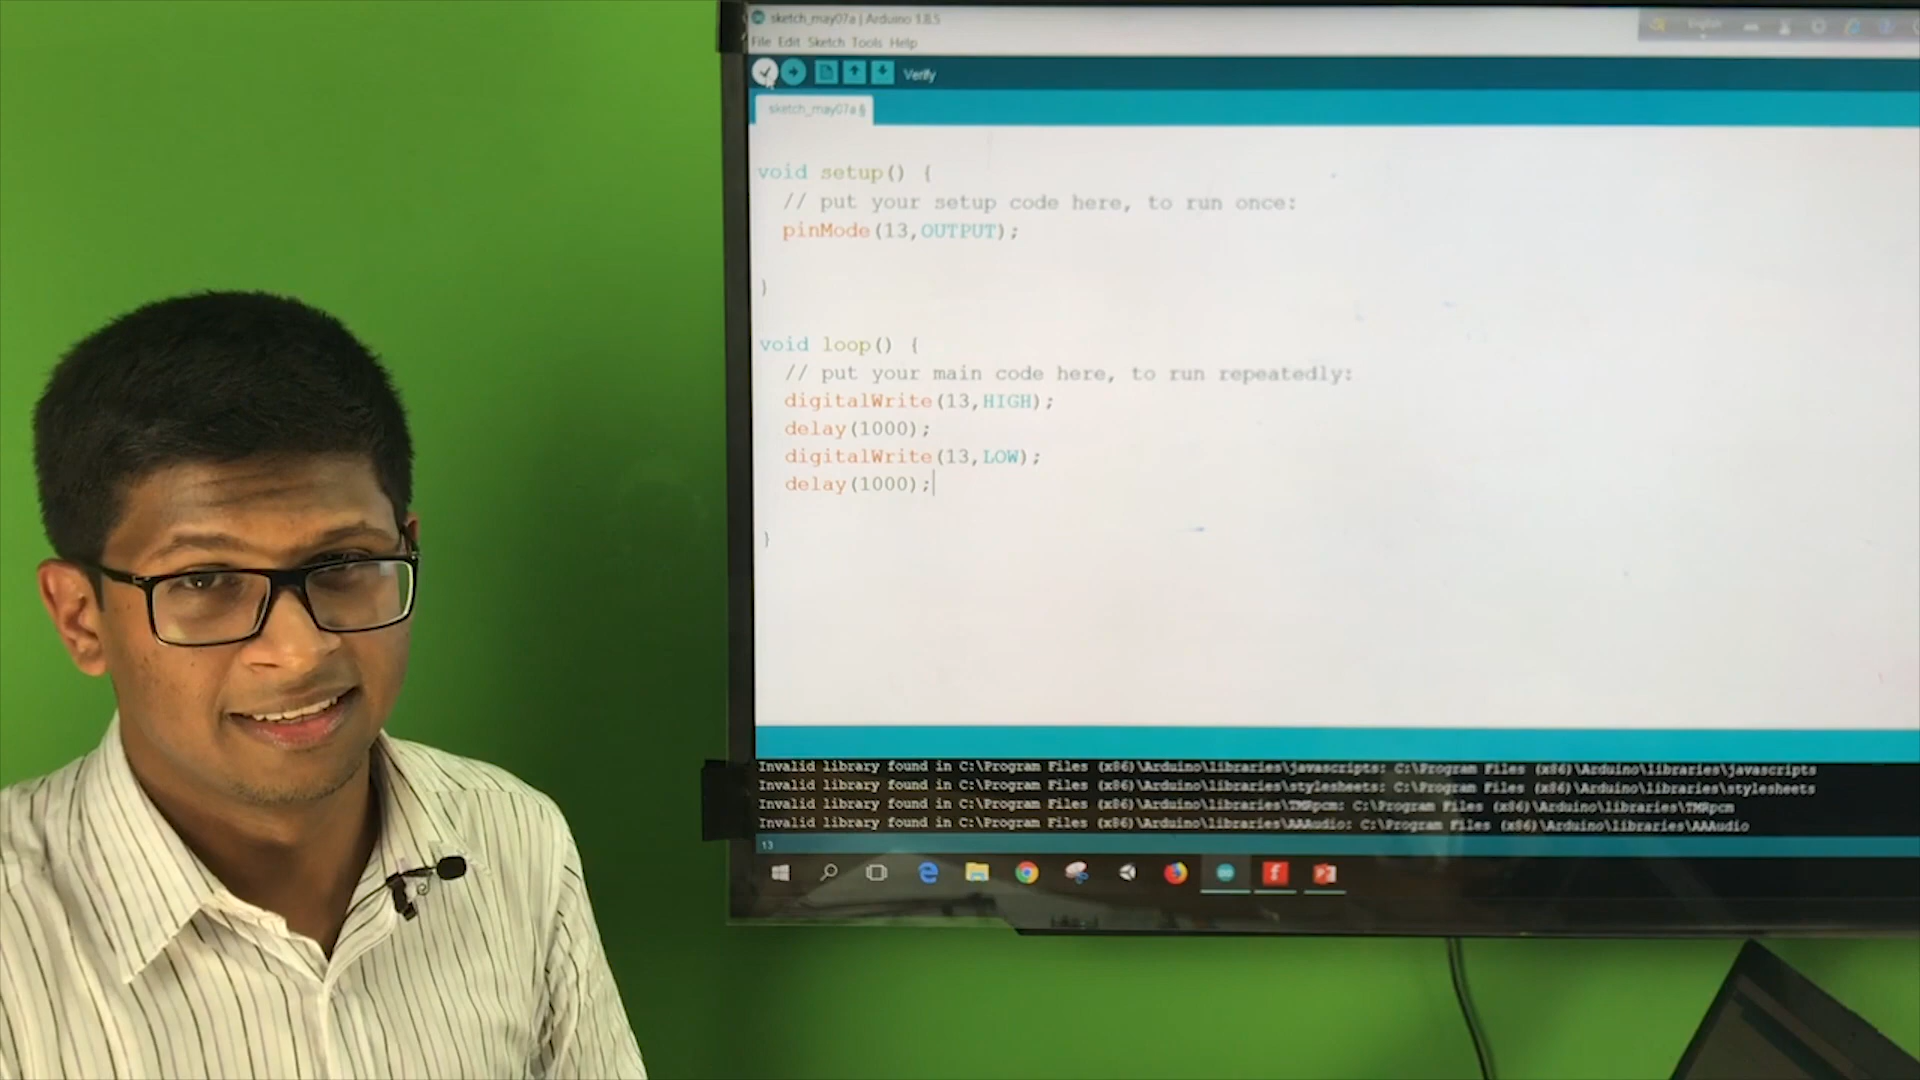 sketch_may07a | Arduino 1.8.5
English
File Edit Sketch Tools Help
Verify
sketch_may07a §
void setup() {
// put your setup code here, to run once:
pinMode(13,OUTPUT);
}
void loop() {
// put your main code here, to run repeatedly:
digitalWrite(13,HIGH);
delay(1000);
digitalWrite(13,LOW);
delay(1000);
}
Invalid library found in C:\Program Files (x86)\Arduino\libraries\javascripts: C:\Program Files (x86)\Arduino\libraries\javascripts
Invalid library found in C:\Program Files (x86)\Arduino\libraries\stylesheets: C:\Program Files (x86)\Arduino\libraries\stylesheets
Invalid library found in C:\Program Files (x86)\Arduino\libraries\TMRpcm: C:\Program Files (x86)\Arduino\libraries\TMRpcm
Invalid library found in C:\Program Files (x86)\Arduino\libraries\AAAudio: C:\Program Files (x86)\Arduino\libraries\AAAudio
13